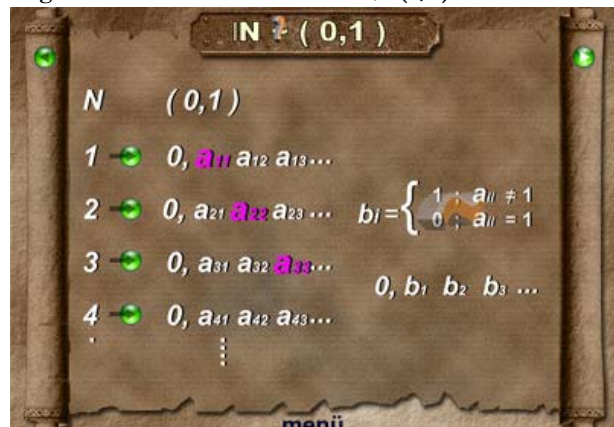 N ? ( 0,1 )
N ( 0,1 )
1 0, a11 a12 a13...
2 0, a21 a22 a23 ...
bi = { 1 ; aii ≠ 1
0 ; aii = 1
3 0, a31 a32 a33...
0, b1 b2 b3 ...
4 0, a41 a42 a43...
menü